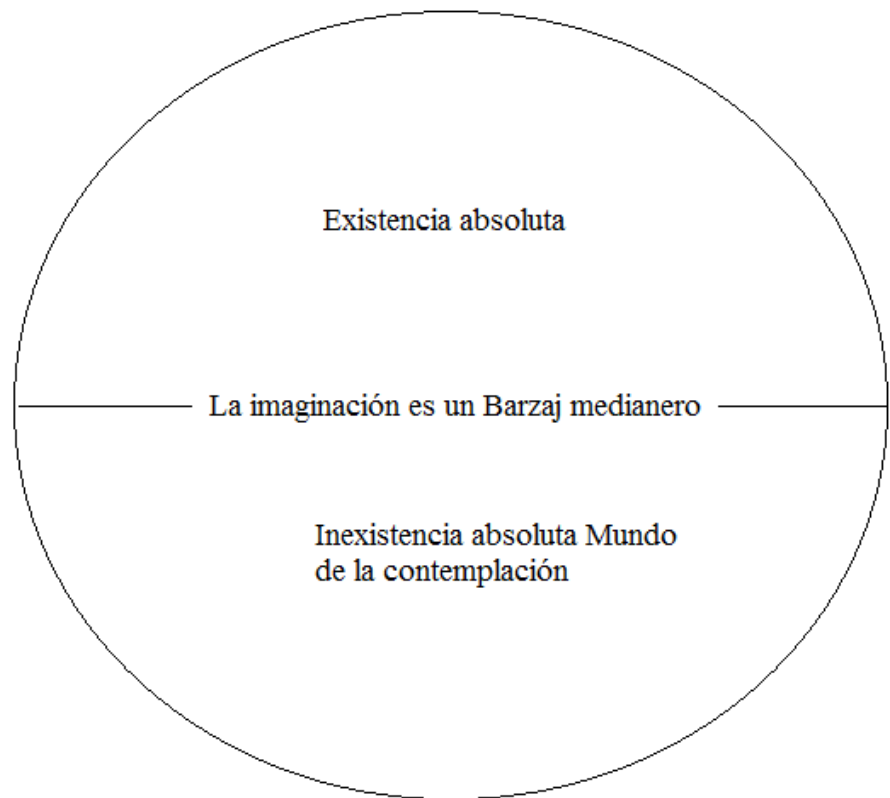 Existencia absoluta
La imaginación es un Barzaj medianero
Inexistencia absoluta Mundo
de la contemplación